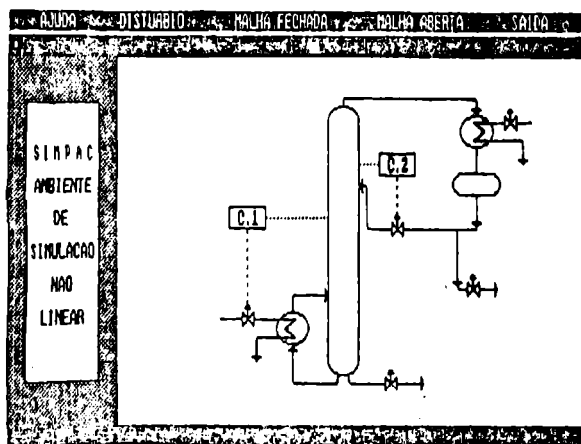 AJUDA DISTURBIO MALHA FECHADA MALHA ABERTA SAIDA
SIMPAC
AMBIENTE
DE
SIMULACAO
NAO
LINEAR
C.2
C.1